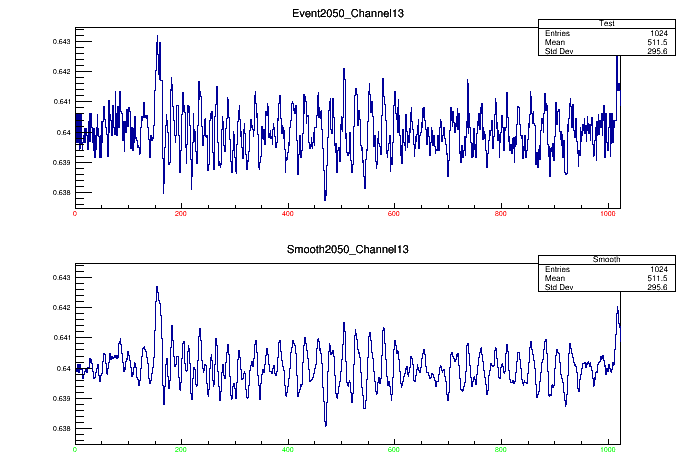 Event2050_Channel13
Test
Entries 1024
Mean 511.5
Std Dev 295.6
0.643
0.642
0.641
0.64
0.639
0.638
0 200 400 600 800 1000
Smooth2050_Channel13
Smooth
Entries 1024
Mean 511.5
Std Dev 295.6
0.643
0.642
0.641
0.64
0.639
0.638
0 200 400 600 800 1000